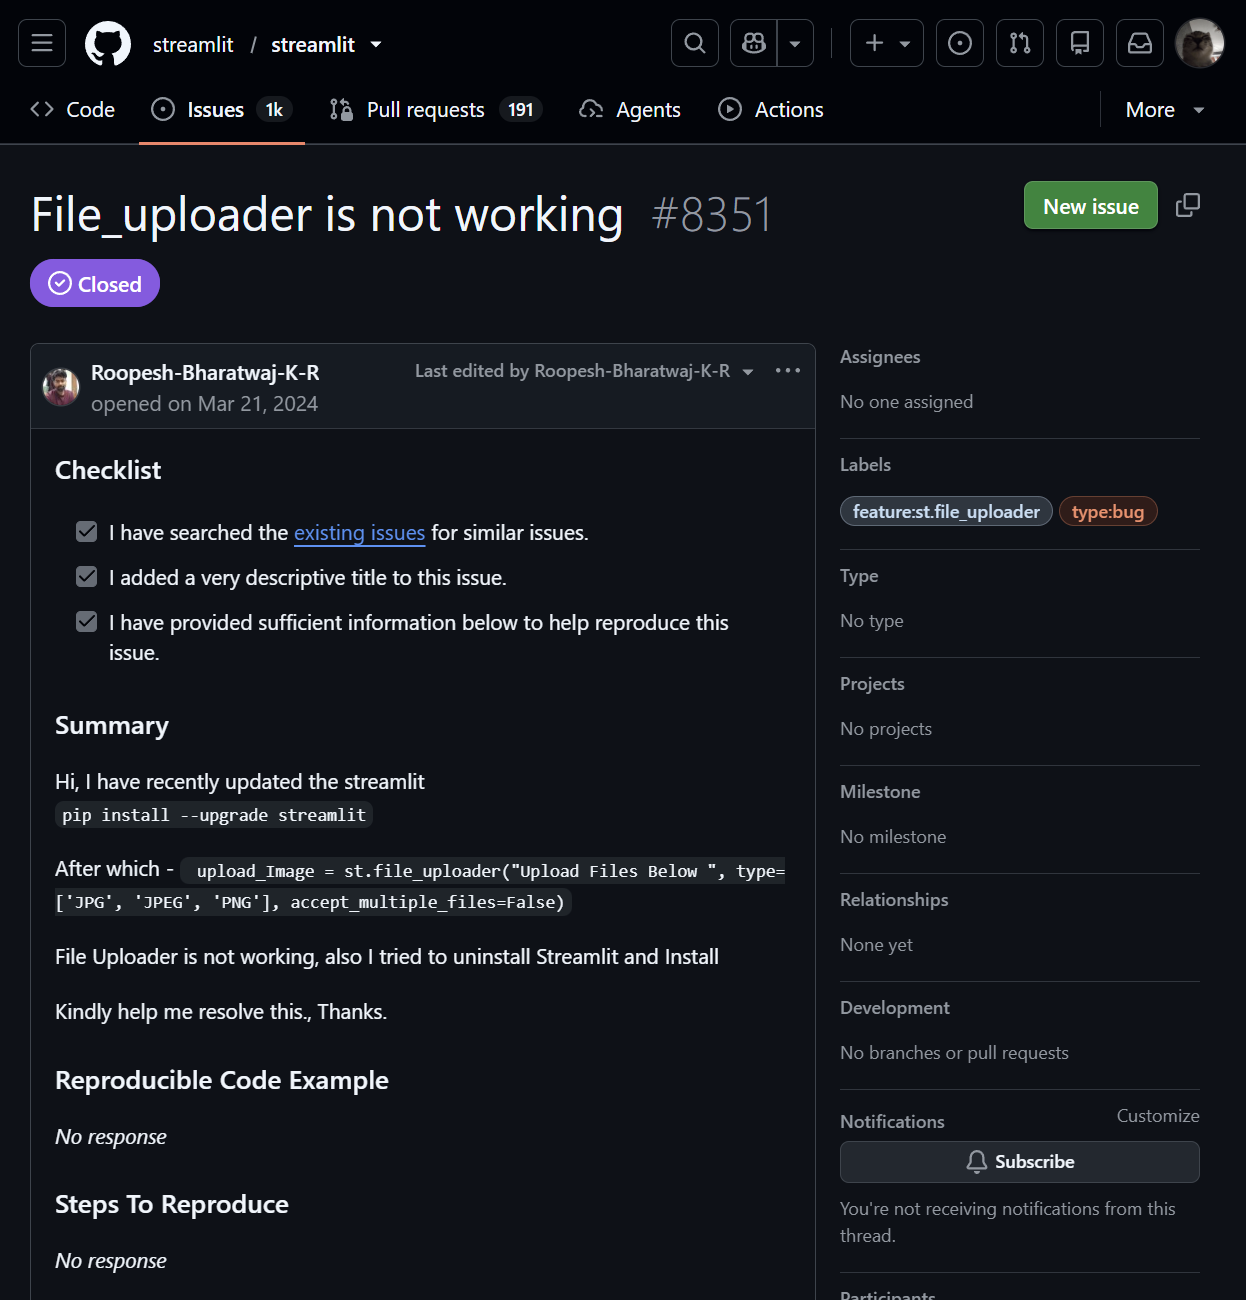 streamlit / streamlit
Code
Issues 1k
Pull requests 191
Agents
Actions
More
File_uploader is not working #8351
New issue
Closed
Roopesh-Bharatwaj-K-R
opened on Mar 21, 2024
Last edited by Roopesh-Bharatwaj-K-R
Checklist
I have searched the existing issues for similar issues.
I added a very descriptive title to this issue.
I have provided sufficient information below to help reproduce this
issue.
Summary
Hi, I have recently updated the streamlit
pip install --upgrade streamlit
After which - upload_Image = st.file_uploader("Upload Files Below ", type=
['JPG', 'JPEG', 'PNG'], accept_multiple_files=False)
File Uploader is not working, also I tried to uninstall Streamlit and Install
Kindly help me resolve this., Thanks.
Reproducible Code Example
No response
Steps To Reproduce
No response
Assignees
No one assigned
Labels
feature:st.file_uploader type:bug
Type
No type
Projects
No projects
Milestone
No milestone
Relationships
None yet
Development
No branches or pull requests
Notifications
Customize
Subscribe
You're not receiving notifications from this
thread.
Participants